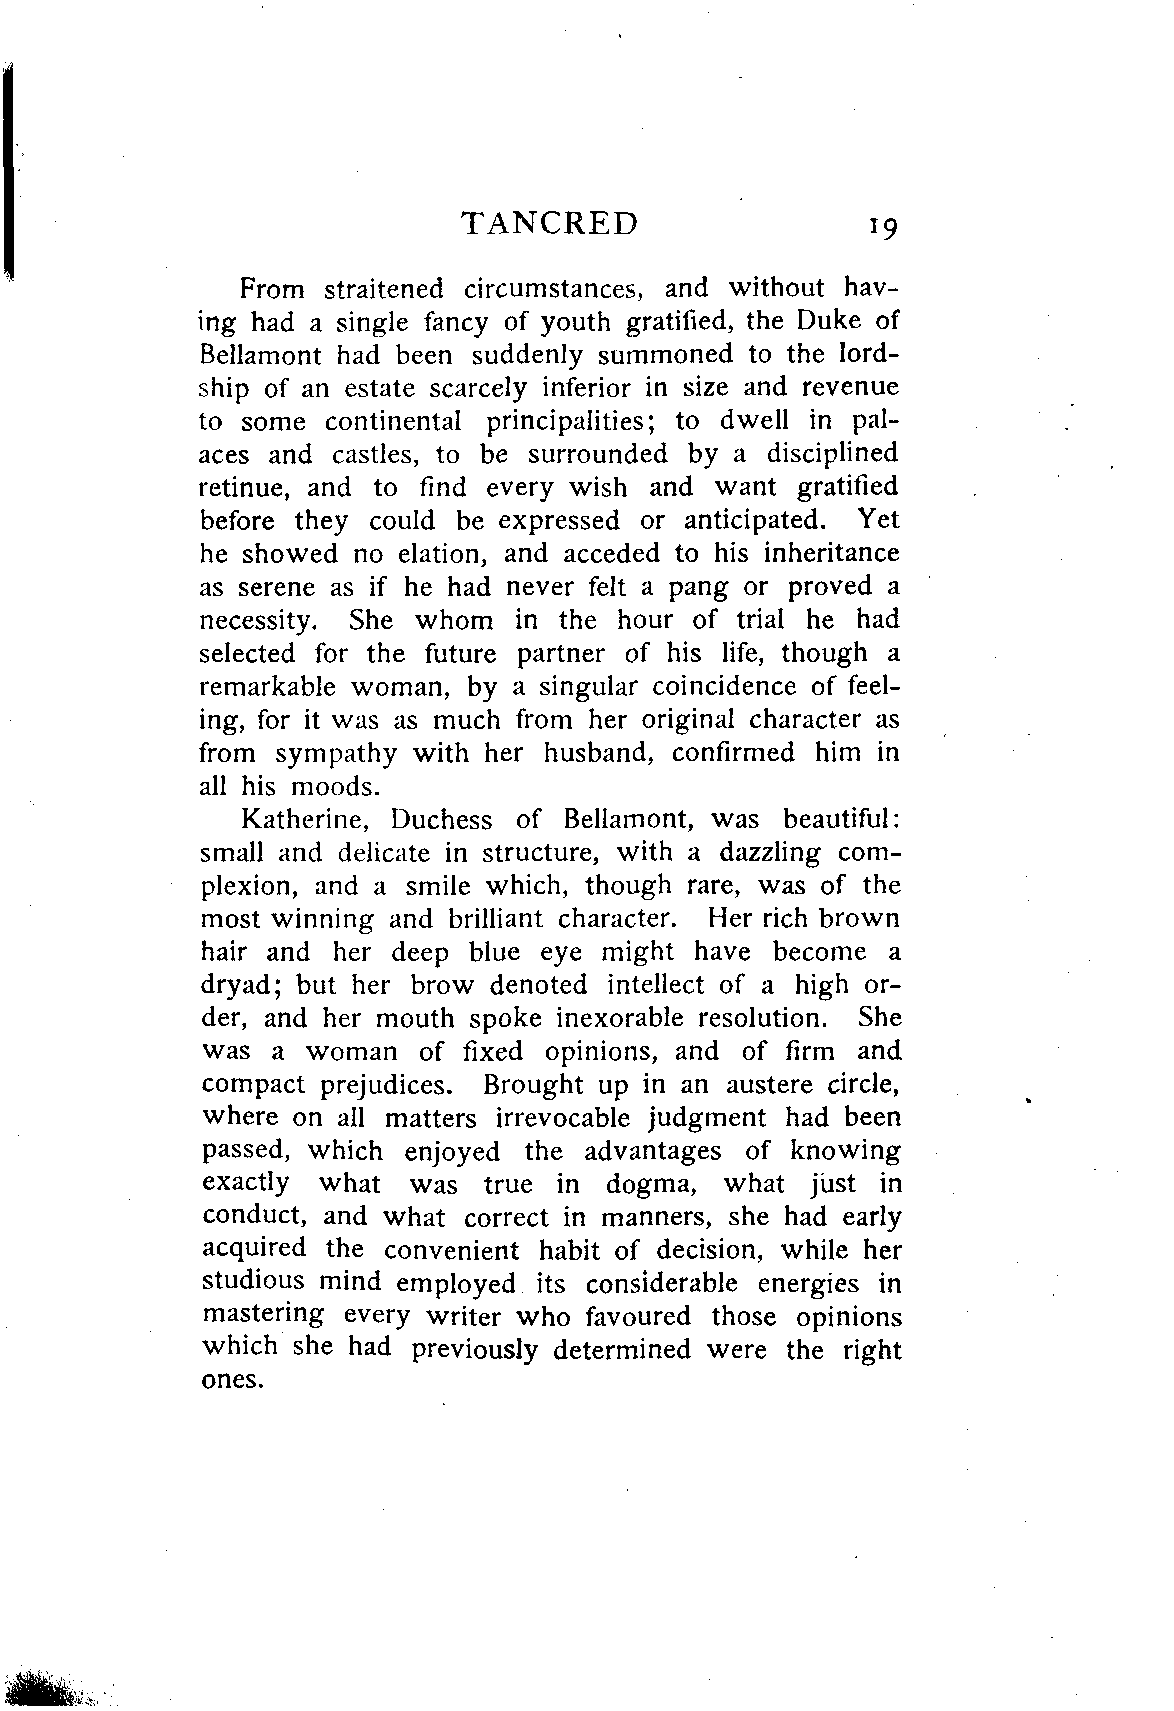 TANCRED 19
From straitened circumstances, and without hav-
ing had a single fancy of youth gratified, the Duke of
Bellamont had been suddenly summoned to the lord-
ship of an estate scarcely inferior in size and revenue
to some continental principalities; to dwell in pal-
aces and castles, to be surrounded by a disciplined
retinue, and to find every wish and want gratified
before they could be expressed or anticipated. Yet
he showed no elation, and acceded to his inheritance
as serene as if he had never felt a pang or proved a
necessity. She whom in the hour of trial he had
selected for the future partner of his life, though a
remarkable woman, by a singular coincidence of feel-
ing, for it was as much from her original character as
from sympathy with her husband, confirmed him in
all his moods.
Katherine, Duchess of Bellamont, was beautiful:
small and delicate in structure, with a dazzling com-
plexion, and a smile which, though rare, was of the
most winning and brilliant character. Her rich brown
hair and her deep blue eye might have become a
dryad; but her brow denoted intellect of a high or-
der, and her mouth spoke inexorable resolution. She
was a woman of fixed opinions, and of firm and
compact prejudices. Brought up in an austere circle,
where on all matters irrevocable judgment had been
passed, which enjoyed the advantages of knowing
exactly what was true in dogma, what just in
conduct, and what correct in manners, she had early
acquired the convenient habit of decision, while her
studious mind employed its considerable energies in
mastering every writer who favoured those opinions
which she had previously determined were the right
ones.